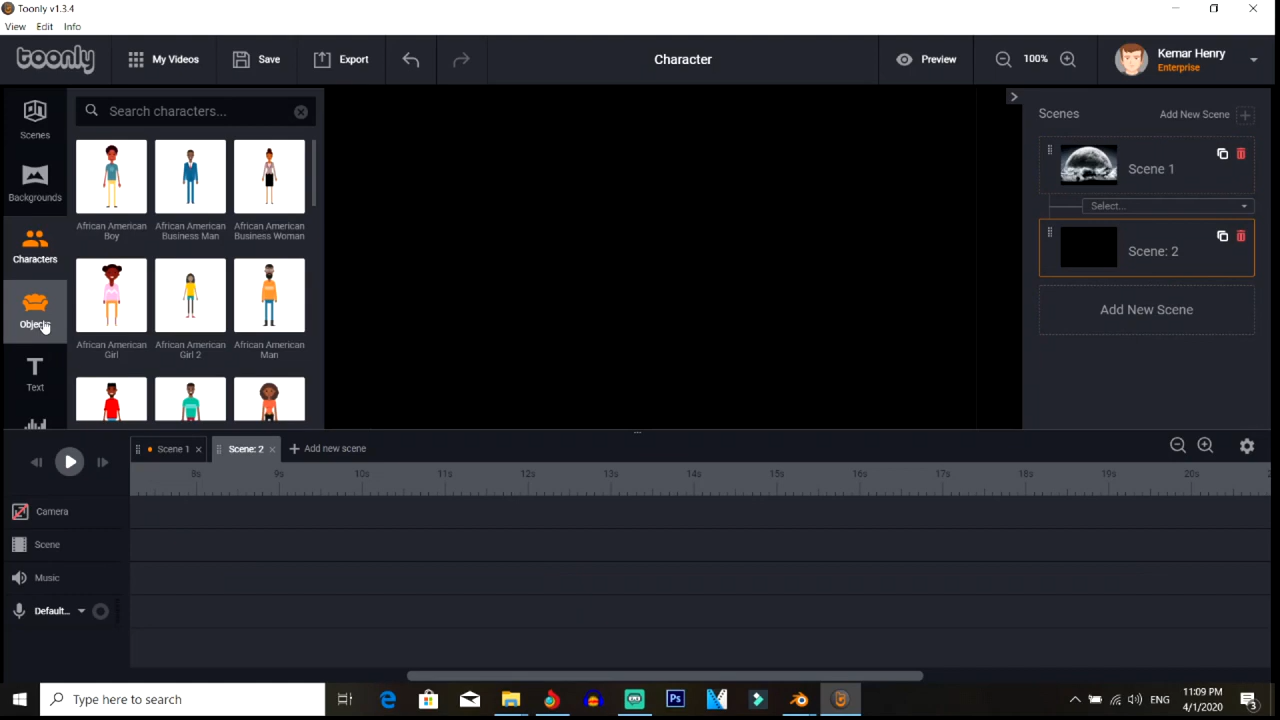 Toonly v1.3.4
View Edit Info
toonly My Videos Save Export Character Preview 100% Kemar Henry
Enterprise
Scenes
Backgrounds
Characters
Objects
Text
Search characters...
African American
Boy
African American
Business Man
African American
Business Woman
African American
Girl
African American
Girl 2
African American
Man
Scenes Add New Scene
Scene 1
Select...
Scene: 2
Add New Scene
Scene 1 Scene: 2 Add new scene
8s 9s 10s 11s 12s 13s 14s 15s 16s 17s 18s 19s 20s
Camera
Scene
Music
Default...
Type here to search
Ps
ENG
11:09 PM
4/1/2020
3